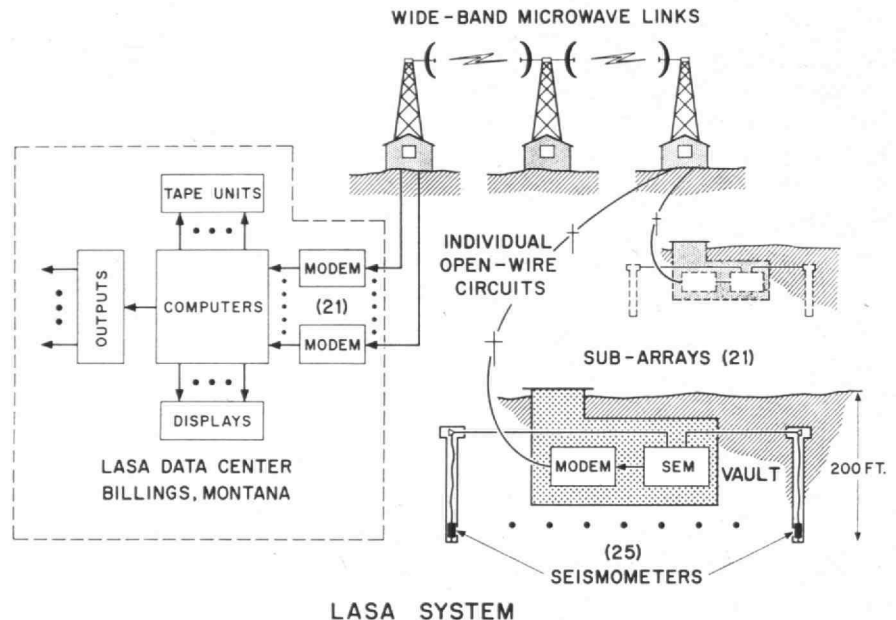 WIDE-BAND MICROWAVE LINKS
TAPE UNITS
OUTPUTS
COMPUTERS
MODEM
(21)
MODEM
DISPLAYS
LASA DATA CENTER
BILLINGS, MONTANA
INDIVIDUAL
OPEN-WIRE
CIRCUITS
SUB-ARRAYS (21)
MODEM
SEM
VAULT
200 FT.
(25)
SEISMOMETERS
LASA SYSTEM